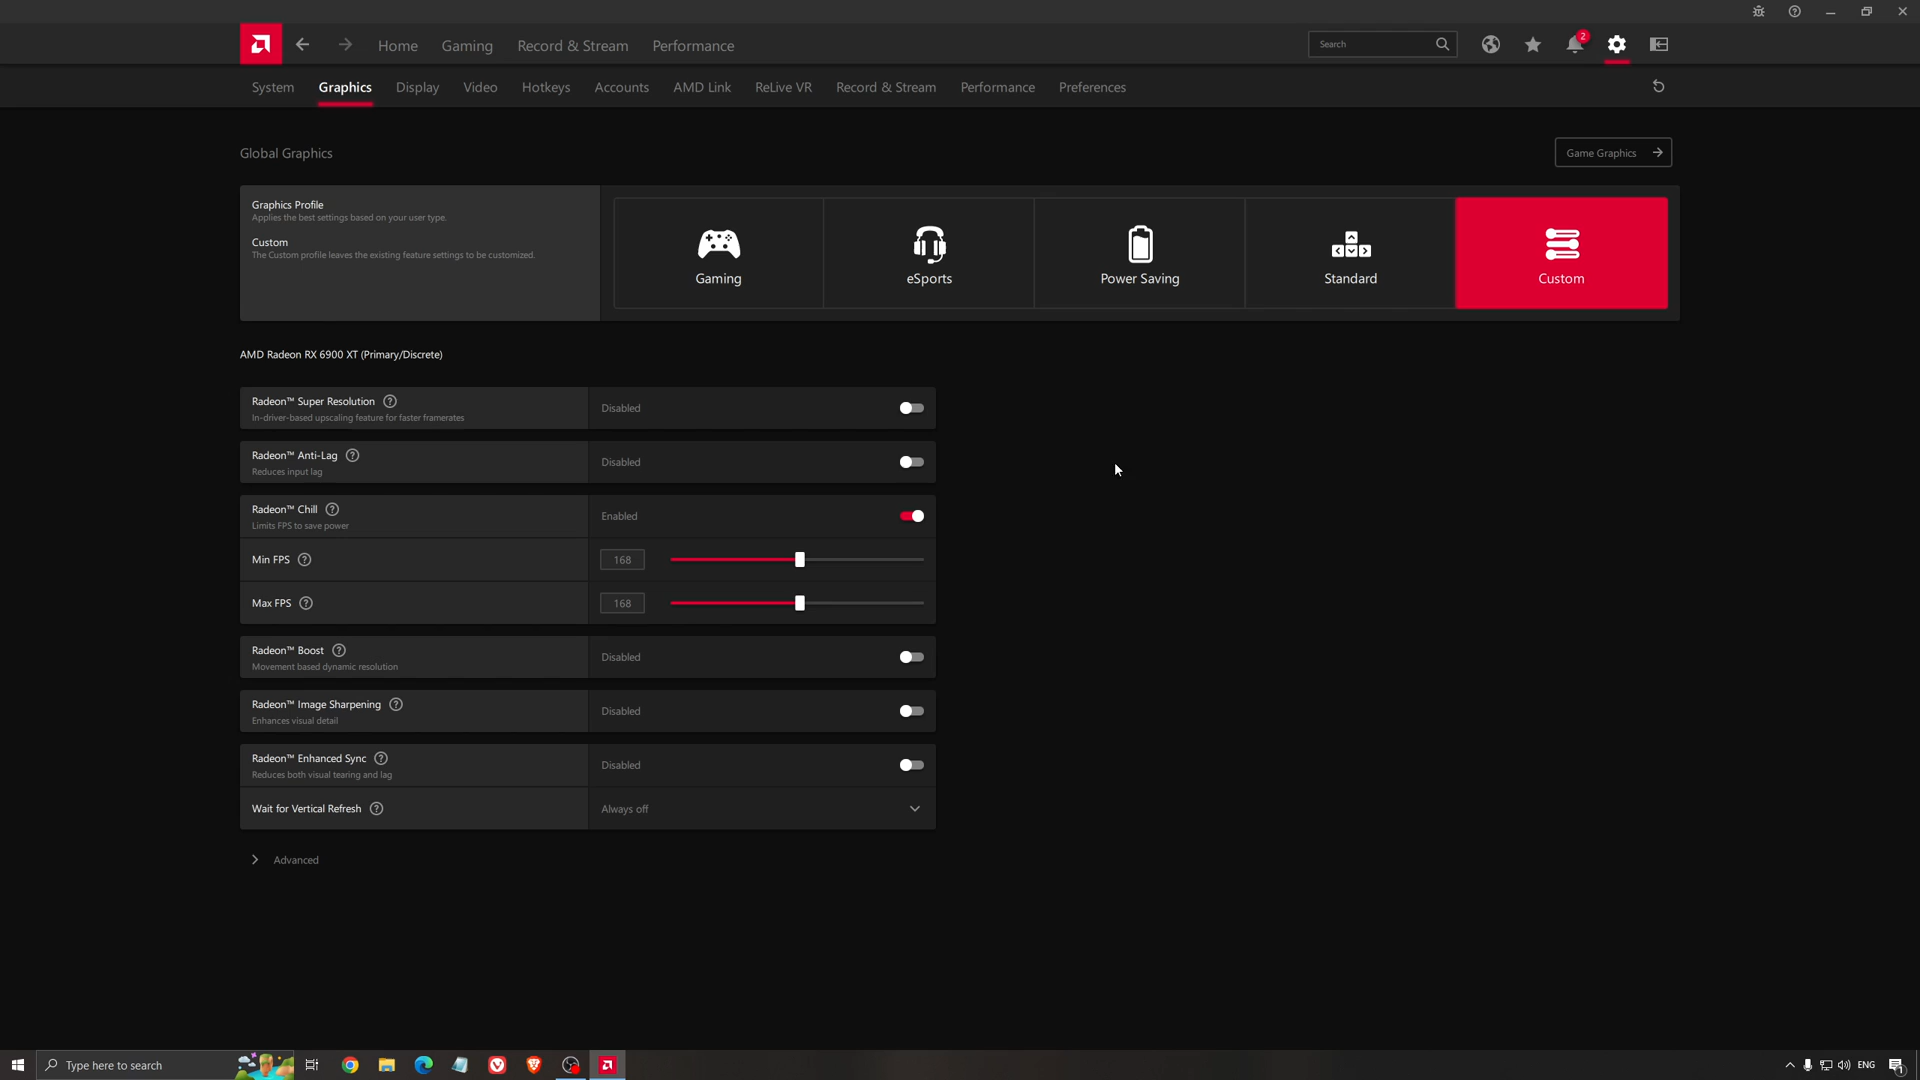 Home Gaming Record & Stream Performance Search 2
System Graphics Display Video Hotkeys Accounts AMD Link ReLive VR Record & Stream Performance Preferences
Global Graphics
Game Graphics
Graphics Profile
Applies the best settings based on your user type.
Custom
The Custom profile leaves the existing feature settings to be customized.
Gaming eSports Power Saving Standard Custom
AMD Radeon RX 6900 XT (Primary/Discrete)
Radeon™ Super Resolution
In-driver-based upscaling feature for faster framerates
Disabled
Radeon™ Anti-Lag
Reduces input lag
Disabled
Radeon™ Chill
Limits FPS to save power
Enabled
Min FPS 168
Max FPS 168
Radeon™ Boost
Movement based dynamic resolution
Disabled
Radeon™ Image Sharpening
Enhances visual detail
Disabled
Radeon™ Enhanced Sync
Reduces both visual tearing and lag
Disabled
Wait for Vertical Refresh Always off
Advanced
Type here to search ENG 1